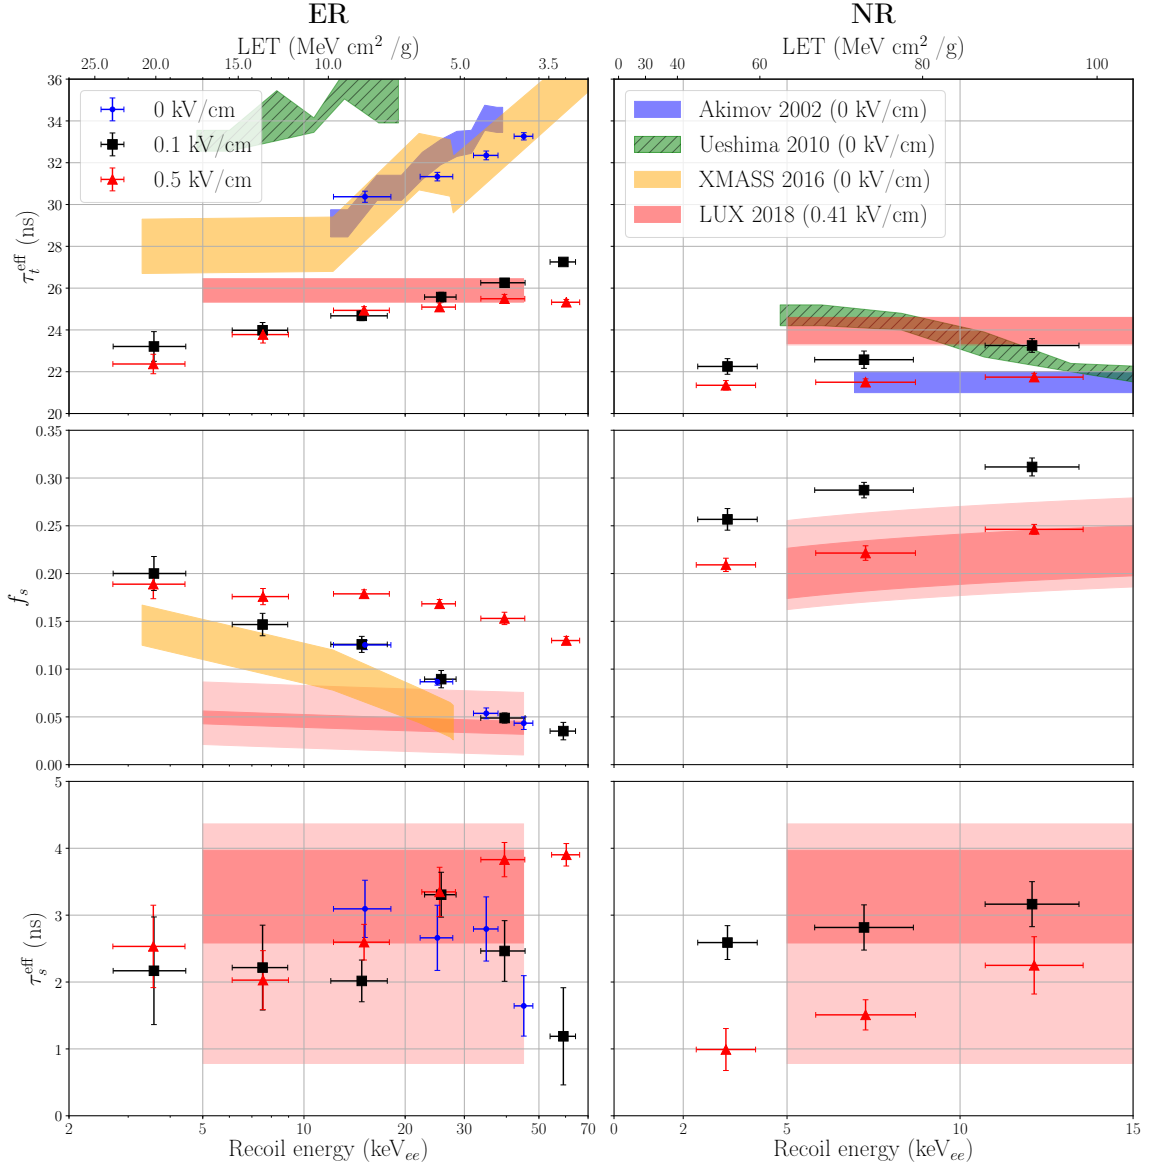 ER
NR
LET (MeV cm² /g)
LET (MeV cm² /g)
25.0 20.0 15.0 10.0 5.0 3.5
0 30 40 60 80 100
36
34
32
30
28
26
24
22
20
τ_t^eff (ns)
0 kV/cm
0.1 kV/cm
0.5 kV/cm
Akimov 2002 (0 kV/cm)
Ueshima 2010 (0 kV/cm)
XMASS 2016 (0 kV/cm)
LUX 2018 (0.41 kV/cm)
0.35
0.30
0.25
0.20
0.15
0.10
0.05
0.00
f_s
5
4
3
2
1
0
τ_s^eff (ns)
2 5 10 20 30 50 70
0 2 5 10 15
Recoil energy (keV_ee)
Recoil energy (keV_ee)